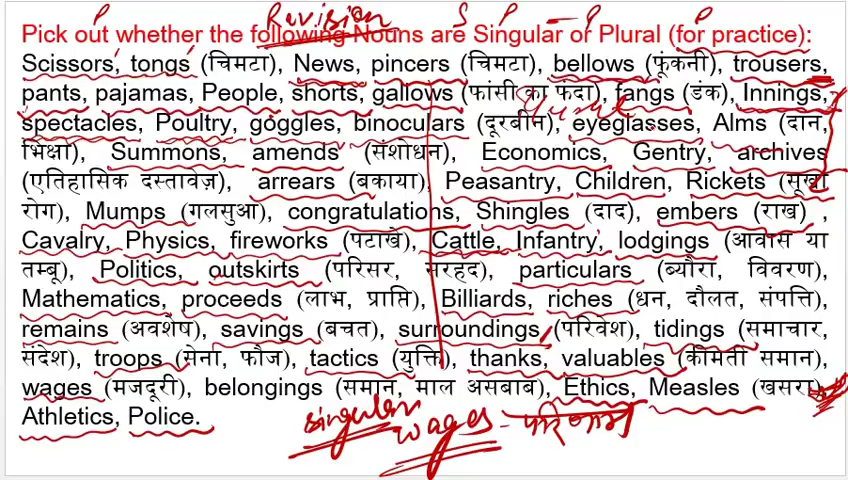 Revision S P - g P
Pick out whether the following Nouns are Singular or Plural (for practice):
Scissors, tongs (चिमटा), News, pincers (चिमटा), bellows (फूंकनी), trousers,
pants, pajamas, People, shorts, gallows (फांसी का फंदा), fangs (डंक), Innings,
spectacles, Poultry, goggles, binoculars (दूरबीन), eyeglasses, Alms (दान,
भिक्षा), Summons, amends (संशोधन), Economics, Gentry, archives
(एतिहासिक दस्तावेज़), arrears (बकाया), Peasantry, Children, Rickets (सूखा
रोग), Mumps (गलसुआ), congratulations, Shingles (दाद), embers (राख) ,
Cavalry, Physics, fireworks (पटाखे), Cattle, Infantry, lodgings (आवास या
तम्बू), Politics, outskirts (परिसर, सरहद), particulars (ब्यौरा, विवरण),
Mathematics, proceeds (लाभ, प्राप्ति), Billiards, riches (धन, दौलत, संपत्ति),
remains (अवशेष), savings (बचत), surroundings (परिवेश), tidings (समाचार,
संदेश), troops (सेना, फौज), tactics (युक्ति), thanks, valuables (कीमती समान),
wages (मजदूरी), belongings (समान, माल असबाब), Ethics, Measles (खसरा),
Athletics, Police.
singular wages - परिणाम